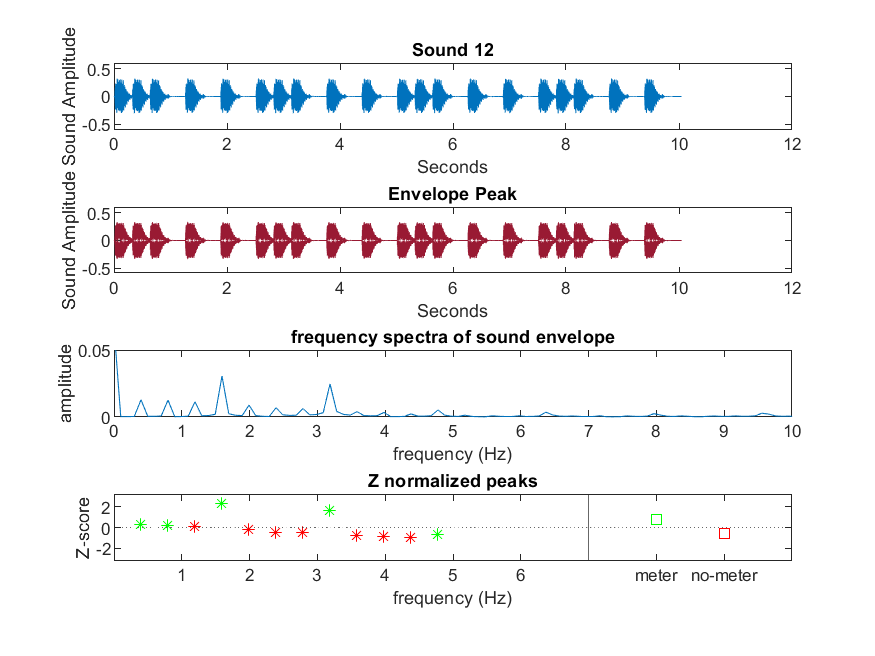 Sound 12
Sound Amplitude
0.5
0
-0.5
0 2 4 6 8 10 12
Seconds
Envelope Peak
Sound Amplitude
0.5
0
-0.5
0 2 4 6 8 10 12
Seconds
frequency spectra of sound envelope
amplitude
0.05
0
0 1 2 3 4 5 6 7 8 9 10
frequency (Hz)
Z normalized peaks
Z-score
2
0
-2
1 2 3 4 5 6 meter no-meter
frequency (Hz)